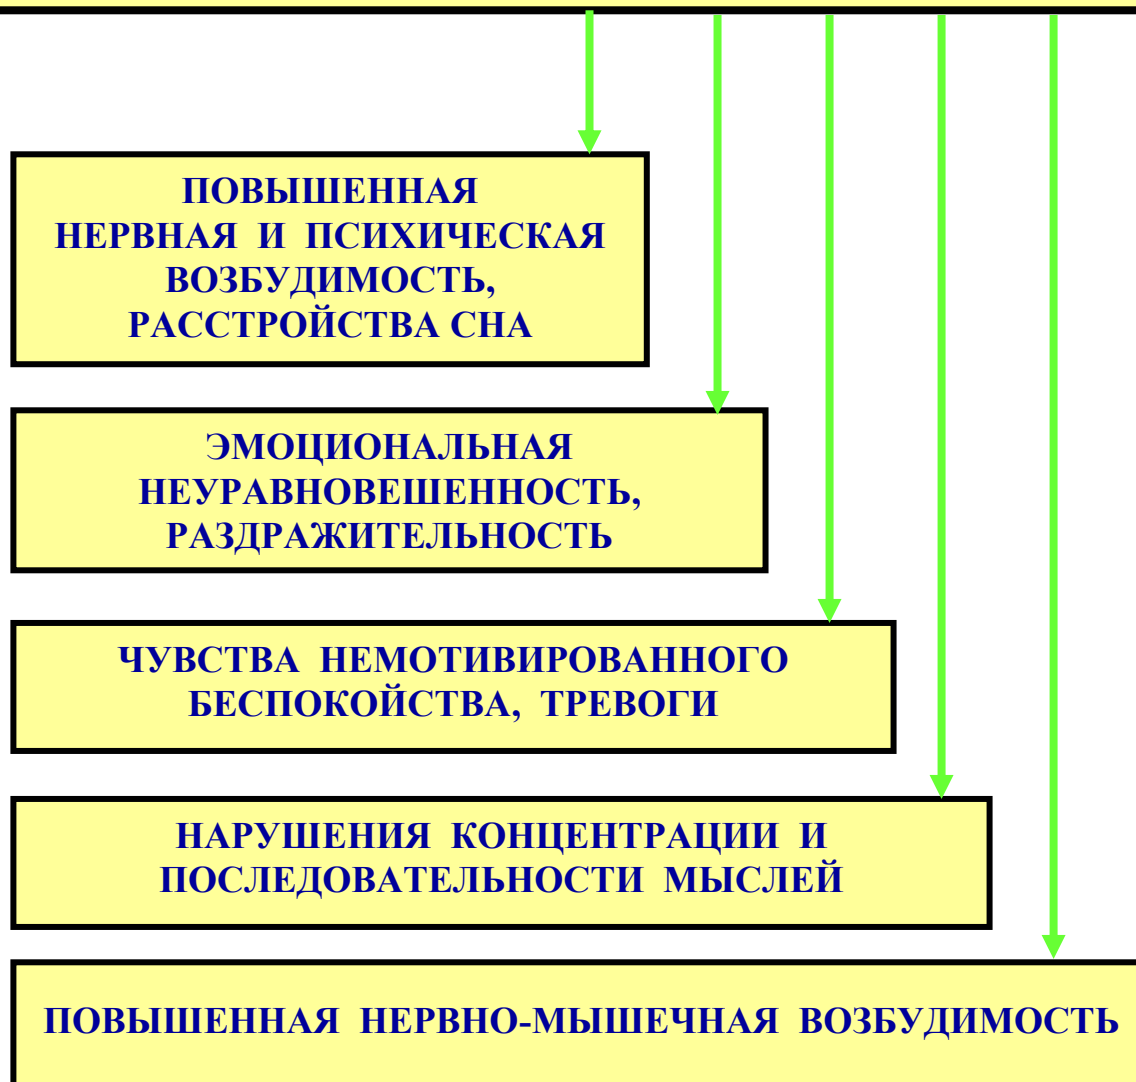 ПОВЫШЕННАЯ
НЕРВНАЯ И ПСИХИЧЕСКАЯ
ВОЗБУДИМОСТЬ,
РАССТРОЙСТВА СНА
ЭМОЦИОНАЛЬНАЯ
НЕУРАВНОВЕШЕННОСТЬ,
РАЗДРАЖИТЕЛЬНОСТЬ
ЧУВСТВА НЕМОТИВИРОВАННОГО
БЕСПОКОЙСТВА, ТРЕВОГИ
НАРУШЕНИЯ КОНЦЕНТРАЦИИ И
ПОСЛЕДОВАТЕЛЬНОСТИ МЫСЛЕЙ
ПОВЫШЕННАЯ НЕРВНО-МЫШЕЧНАЯ ВОЗБУДИМОСТЬ